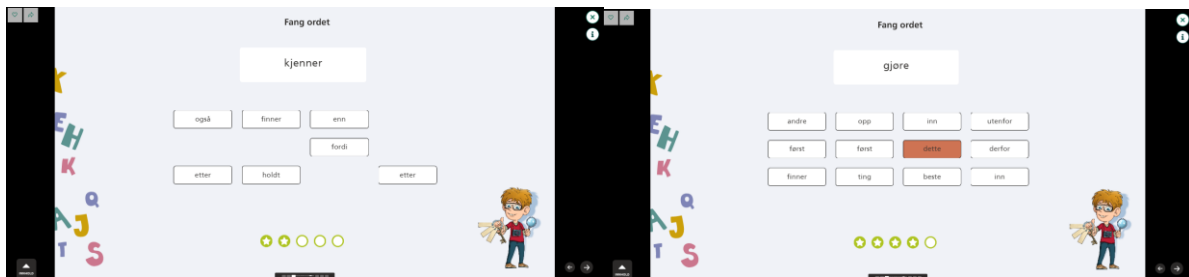 Fang ordet
kjenner
også finner enn
fordi
etter holdt etter
Fang ordet
gjøre
andre opp inn utenfor
først først dette derfor
finner ting beste inn